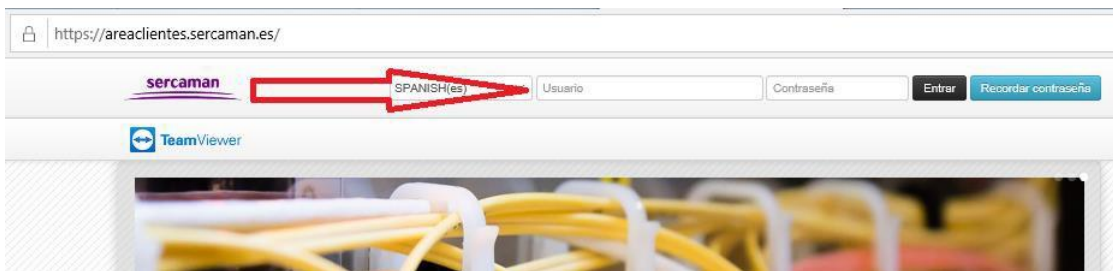 https://areaclientes.sercaman.es/
sercaman SPANISH(es) Usuario Contraseña Entrar Recordar contraseña
TeamViewer